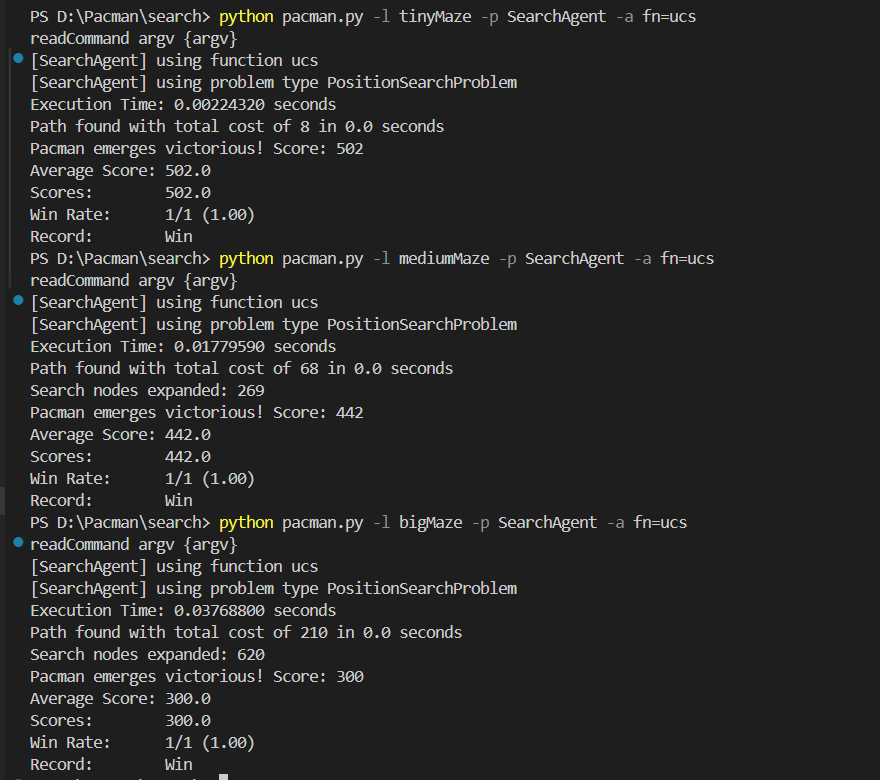 PS D:\Pacman\search> python pacman.py -l tinyMaze -p SearchAgent -a fn=ucs
readCommand argv {argv}
[SearchAgent] using function ucs
[SearchAgent] using problem type PositionSearchProblem
Execution Time: 0.00224320 seconds
Path found with total cost of 8 in 0.0 seconds
Pacman emerges victorious! Score: 502
Average Score: 502.0
Scores:        502.0
Win Rate:      1/1 (1.00)
Record:        Win
PS D:\Pacman\search> python pacman.py -l mediumMaze -p SearchAgent -a fn=ucs
readCommand argv {argv}
[SearchAgent] using function ucs
[SearchAgent] using problem type PositionSearchProblem
Execution Time: 0.01779590 seconds
Path found with total cost of 68 in 0.0 seconds
Search nodes expanded: 269
Pacman emerges victorious! Score: 442
Average Score: 442.0
Scores:        442.0
Win Rate:      1/1 (1.00)
Record:        Win
PS D:\Pacman\search> python pacman.py -l bigMaze -p SearchAgent -a fn=ucs
readCommand argv {argv}
[SearchAgent] using function ucs
[SearchAgent] using problem type PositionSearchProblem
Execution Time: 0.03768800 seconds
Path found with total cost of 210 in 0.0 seconds
Search nodes expanded: 620
Pacman emerges victorious! Score: 300
Average Score: 300.0
Scores:        300.0
Win Rate:      1/1 (1.00)
Record:        Win